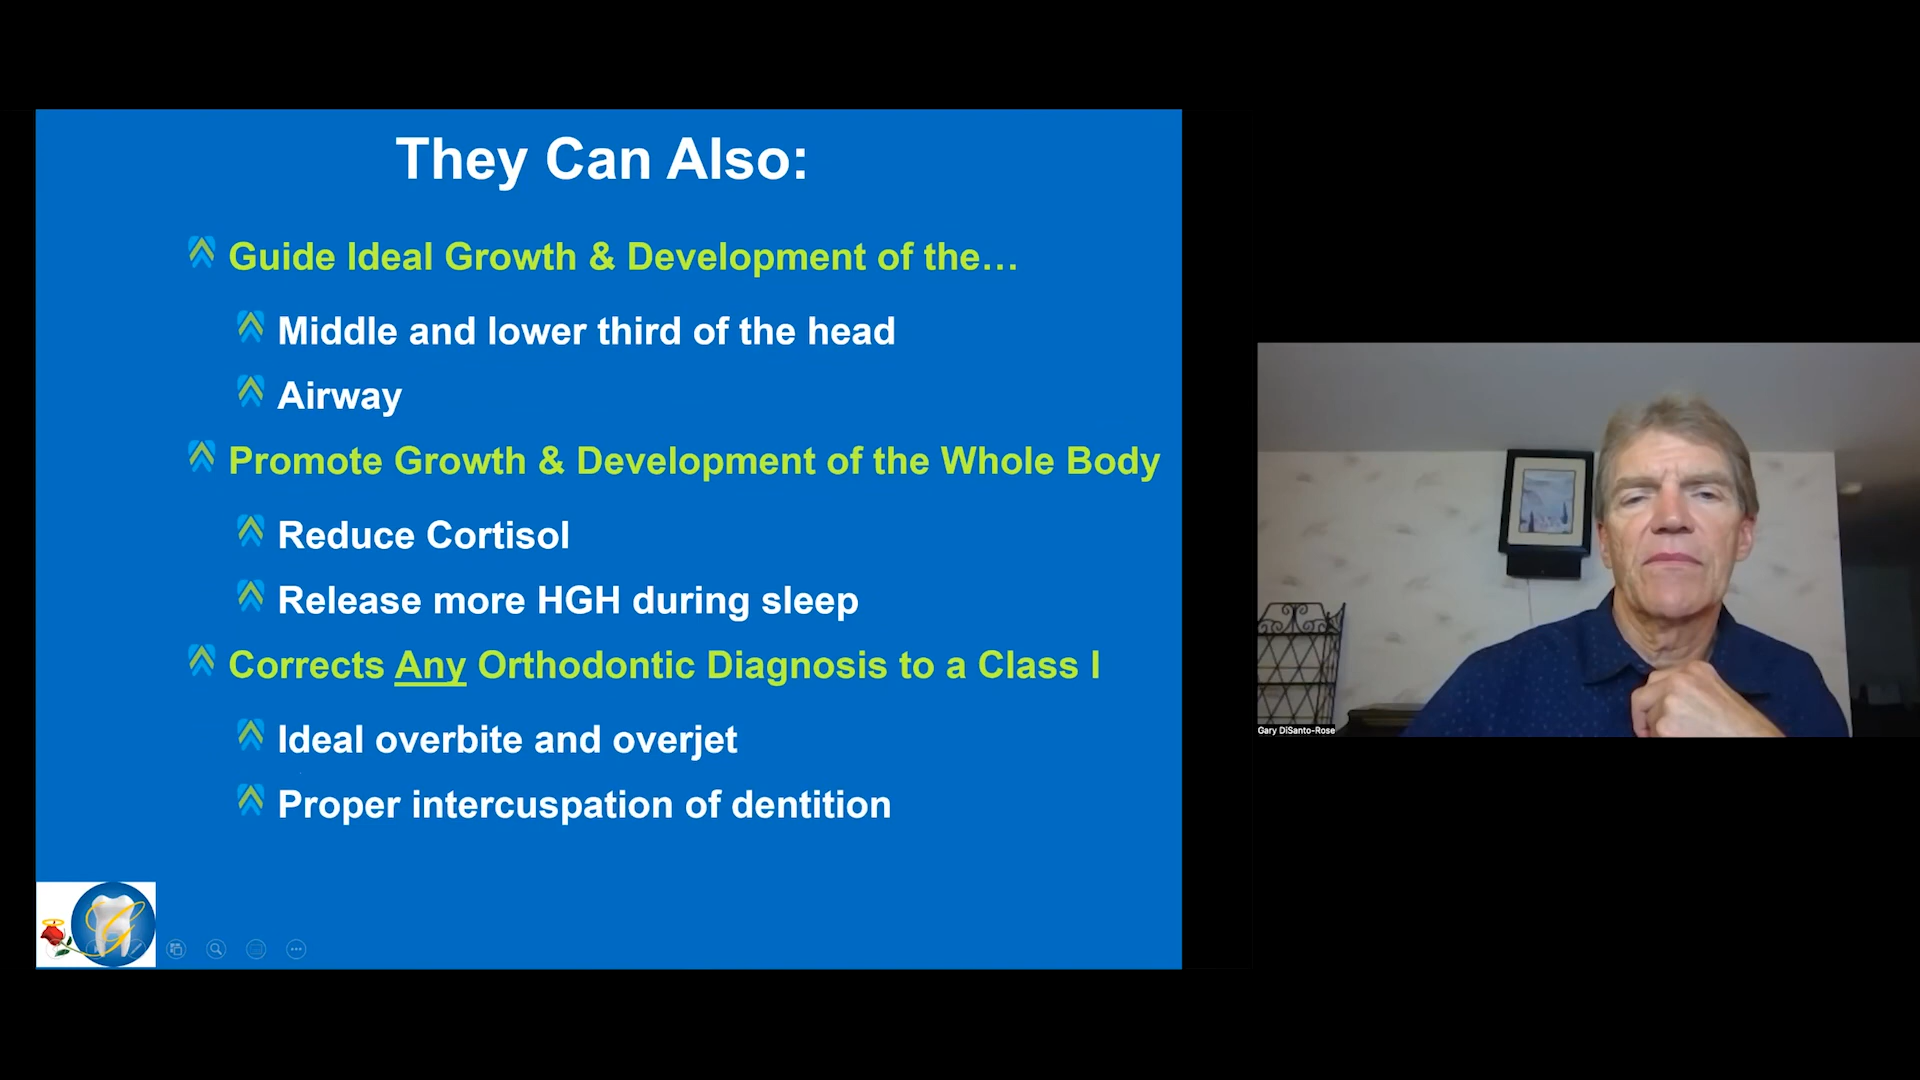 They Can Also:
Guide Ideal Growth & Development of the…
Middle and lower third of the head
Airway
Promote Growth & Development of the Whole Body
Reduce Cortisol
Release more HGH during sleep
Corrects Any Orthodontic Diagnosis to a Class I
Ideal overbite and overjet
Proper intercuspation of dentition
G
Gary DiSanto-Rose